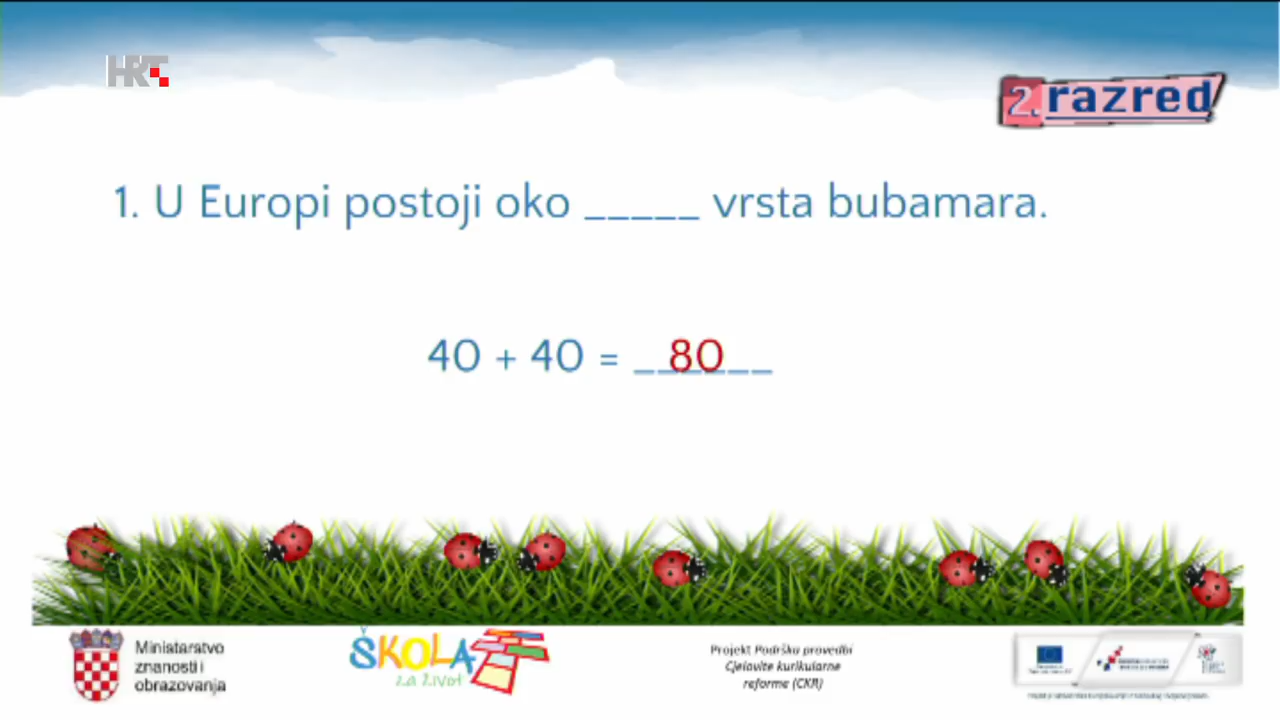 HRT
2. razred
1. U Europi postoji oko _____ vrsta bubamara.
40 + 40 = __80__
Ministarstvo
znanosti i
obrazovanja
ŠKOLA
za život
Projekt Podrška provedbi
Cjelovite kurikularne
reforme (CKR)